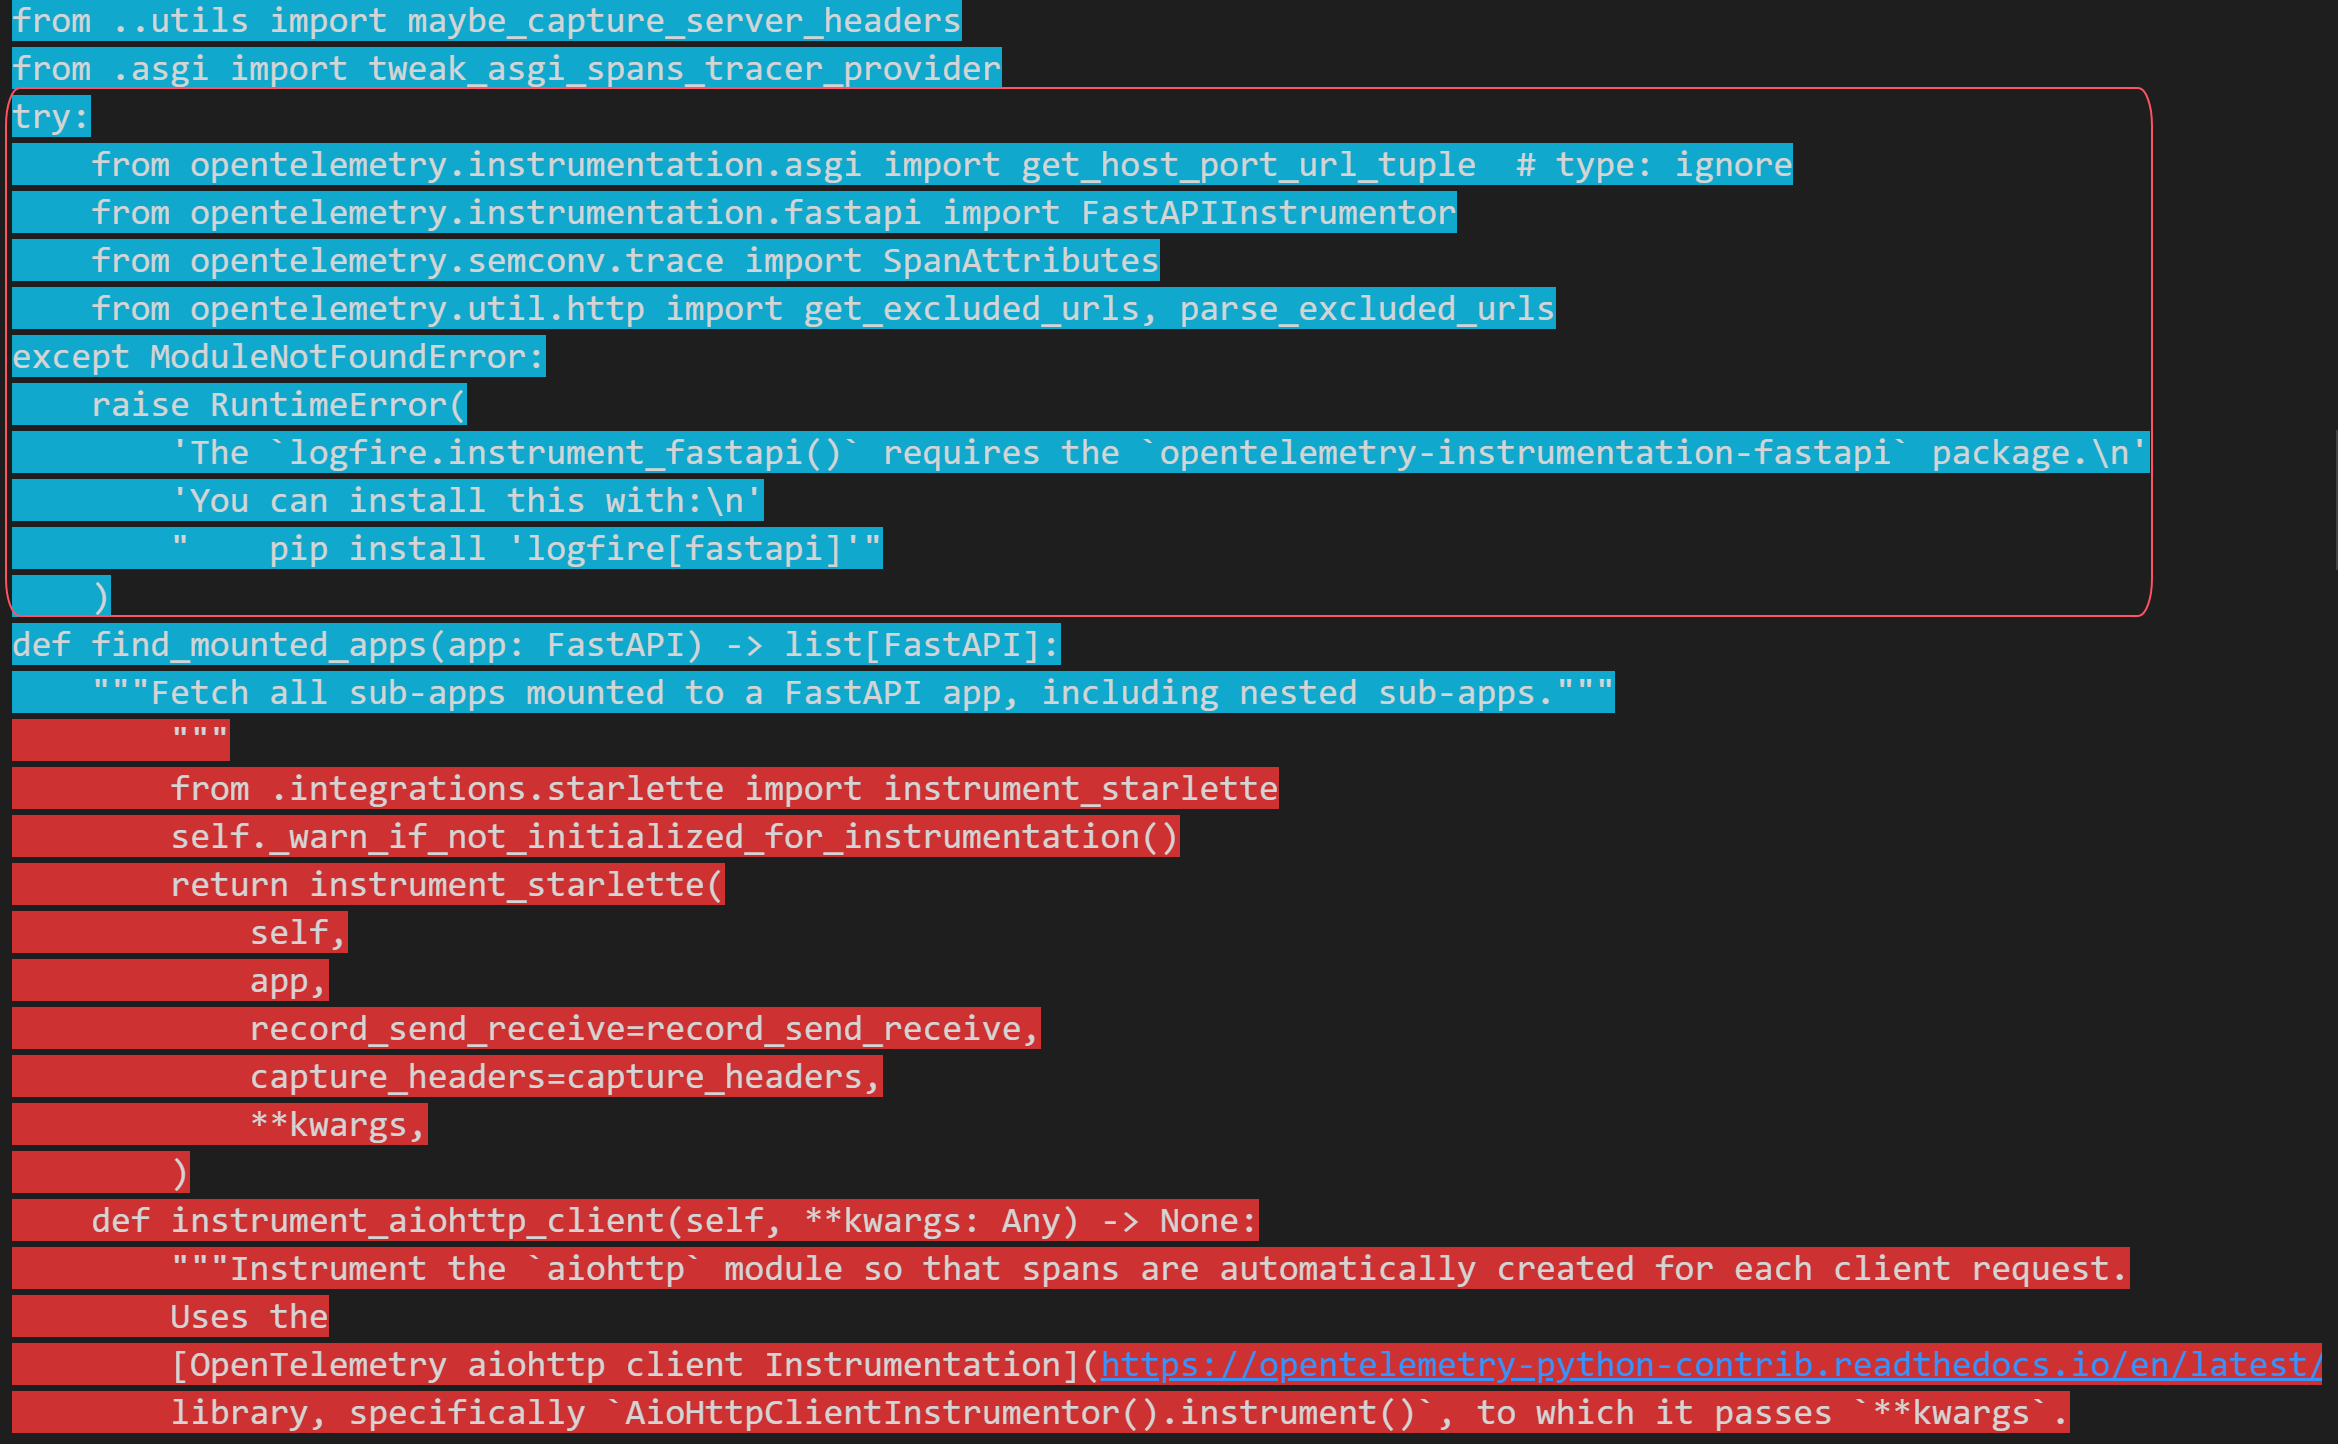 from ..utils import maybe_capture_server_headers
from .asgi import tweak_asgi_spans_tracer_provider
try:
    from opentelemetry.instrumentation.asgi import get_host_port_url_tuple  # type: ignore
    from opentelemetry.instrumentation.fastapi import FastAPIInstrumentor
    from opentelemetry.semconv.trace import SpanAttributes
    from opentelemetry.util.http import get_excluded_urls, parse_excluded_urls
except ModuleNotFoundError:
    raise RuntimeError(
        'The `logfire.instrument_fastapi()` requires the `opentelemetry-instrumentation-fastapi` package.\n'
        'You can install this with:\n'
        "    pip install 'logfire[fastapi]'"
    )
def find_mounted_apps(app: FastAPI) -> list[FastAPI]:
    """Fetch all sub-apps mounted to a FastAPI app, including nested sub-apps."""
        """
        from .integrations.starlette import instrument_starlette
        self._warn_if_not_initialized_for_instrumentation()
        return instrument_starlette(
            self,
            app,
            record_send_receive=record_send_receive,
            capture_headers=capture_headers,
            **kwargs,
        )
    def instrument_aiohttp_client(self, **kwargs: Any) -> None:
        """Instrument the `aiohttp` module so that spans are automatically created for each client request.
        Uses the
        [OpenTelemetry aiohttp client Instrumentation](https://opentelemetry-python-contrib.readthedocs.io/en/latest/
        library, specifically `AioHttpClientInstrumentor().instrument()`, to which it passes `**kwargs`.